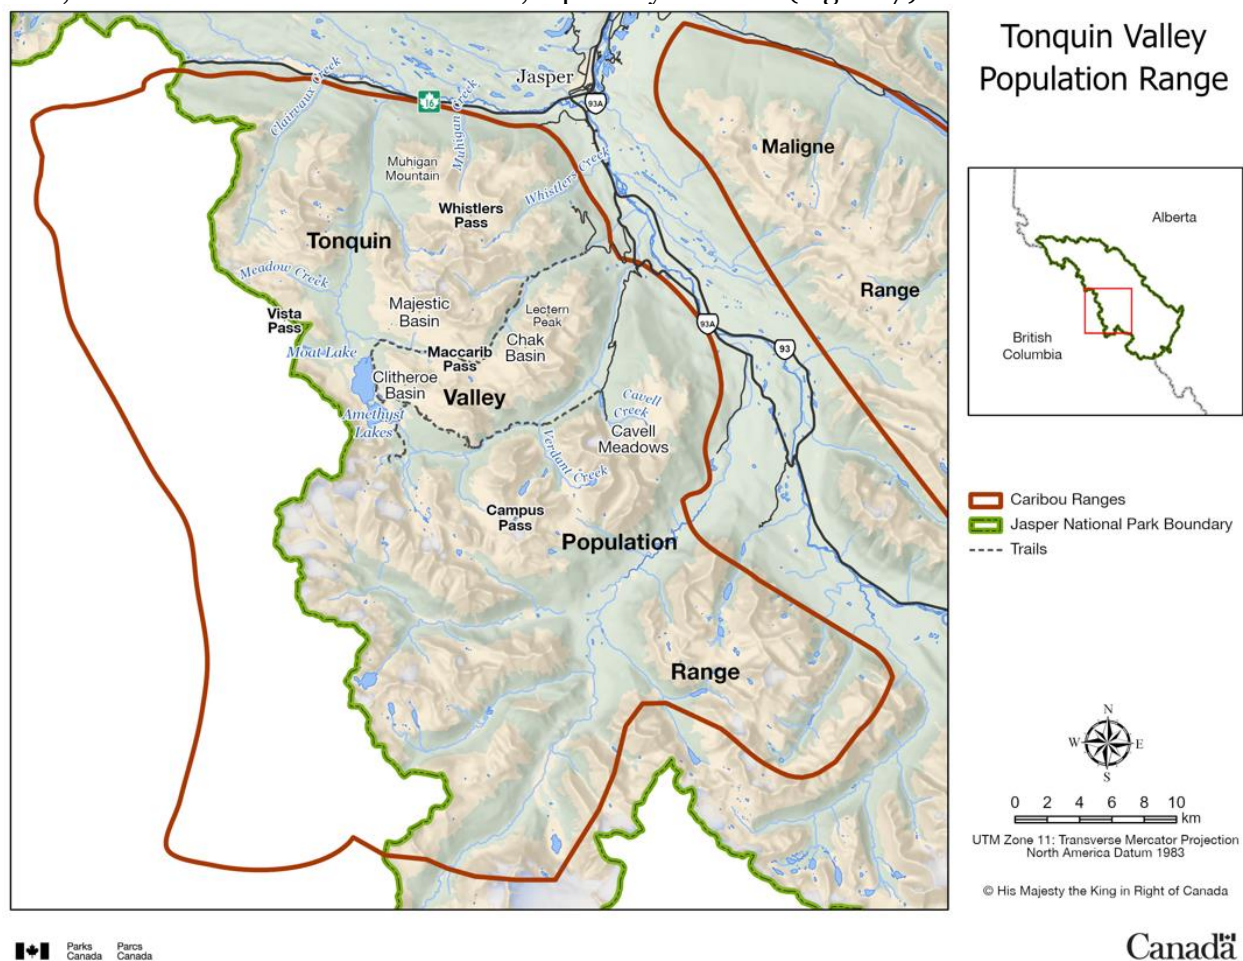 Tonquin Valley
Population Range
Jasper
16
93A
Clairvaux Creek
Muhigan Creek
Maligne
Muhigan
Mountain
Whistlers Creek
Whistlers
Pass
Tonquin
Alberta
Meadow Creek
Range
Majestic
Basin
Lectern
Peak
Vista
Pass
93A
British
Columbia
Chak
Basin
93
Moat Lake
Maccarib
Pass
Clitheroe
Basin
Valley
Cavell
Creek
Amethyst
Lakes
Cavell
Meadows
Verdant Creek
Caribou Ranges
Campus
Pass
Jasper National Park Boundary
Population
Trails
Range
N
W
E
S
0 2 4 6 8 10
km
UTM Zone 11: Transverse Mercator Projection
North America Datum 1983
© His Majesty the King in Right of Canada
Parks
Canada
Parcs
Canada
Canada